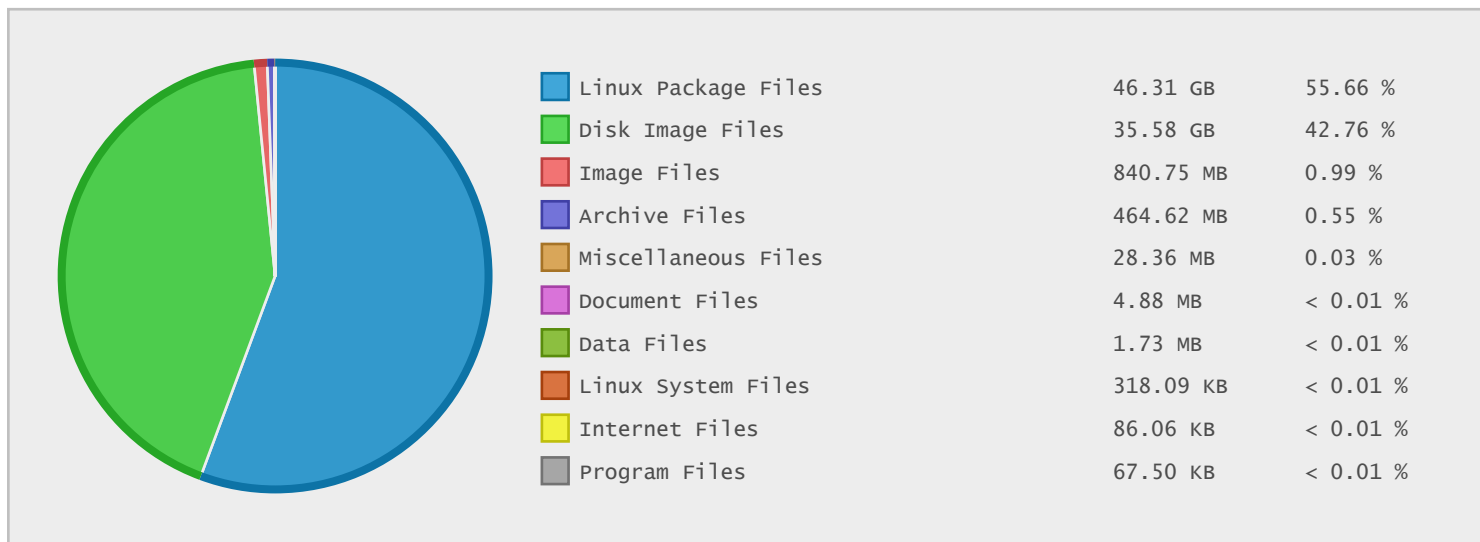 Linux Package Files 46.31 GB 55.66 %
Disk Image Files 35.58 GB 42.76 %
Image Files 840.75 MB 0.99 %
Archive Files 464.62 MB 0.55 %
Miscellaneous Files 28.36 MB 0.03 %
Document Files 4.88 MB < 0.01 %
Data Files 1.73 MB < 0.01 %
Linux System Files 318.09 KB < 0.01 %
Internet Files 86.06 KB < 0.01 %
Program Files 67.50 KB < 0.01 %